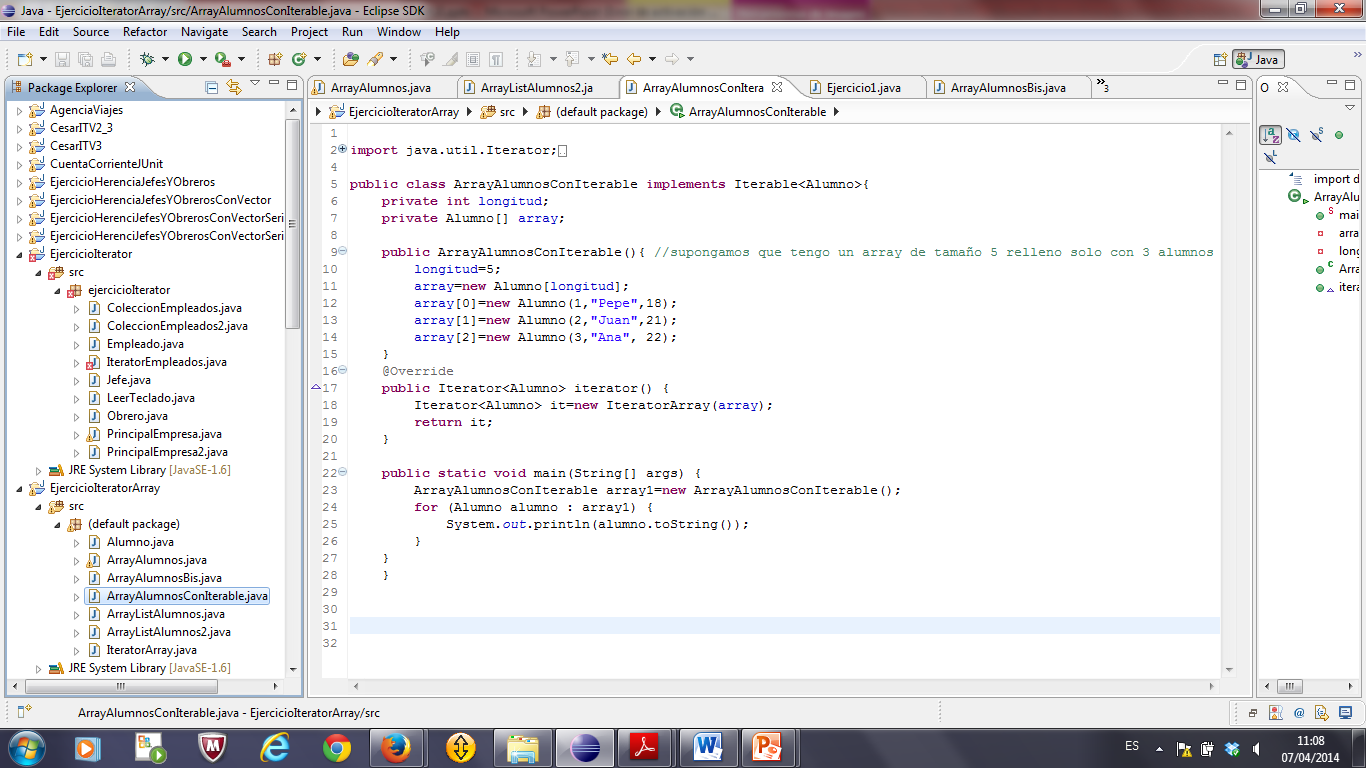 Java - EjercicioIteratorArray/src/ArrayAlumnosConIterable.java - Eclipse SDK
File Edit Source Refactor Navigate Search Project Run Window Help
Java
Package Explorer
AgenciaViajes
CesarITV2_3
CesarITV3
CuentaCorrienteJUnit
EjercicioHerenciaJefesYObreros
EjercicioHerenciaJefesYObrerosConVector
EjercicioHerenciJefesYObrerosConVectorSeri
EjercicioHerenciJefesYObrerosConVectorSeri
EjercicioIterator
src
ejercicioIterator
ColeccionEmpleados.java
ColeccionEmpleados2.java
Empleado.java
IteratorEmpleados.java
Jefe.java
LeerTeclado.java
Obrero.java
PrincipalEmpresa.java
PrincipalEmpresa2.java
JRE System Library [JavaSE-1.6]
EjercicioIteratorArray
src
(default package)
Alumno.java
ArrayAlumnos.java
ArrayAlumnosBis.java
ArrayAlumnosConIterable.java
ArrayListAlumnos.java
ArrayListAlumnos2.java
IteratorArray.java
JRE System Library [JavaSE-1.6]
ArrayAlumnos.java ArrayListAlumnos2.ja ArrayAlumnosConItera Ejercicio1.java ArrayAlumnosBis.java »3
EjercicioIteratorArray src (default package) ArrayAlumnosConIterable
1
2 import java.util.Iterator;
4
5 public class ArrayAlumnosConIterable implements Iterable<Alumno>{
6 private int longitud;
7 private Alumno[] array;
8
9 public ArrayAlumnosConIterable(){ //supongamos que tengo un array de tamaño 5 relleno solo con 3 alumnos
10 longitud=5;
11 array=new Alumno[longitud];
12 array[0]=new Alumno(1,"Pepe",18);
13 array[1]=new Alumno(2,"Juan",21);
14 array[2]=new Alumno(3,"Ana", 22);
15 }
16 @Override
17 public Iterator<Alumno> iterator() {
18 Iterator<Alumno> it=new IteratorArray(array);
19 return it;
20 }
21
22 public static void main(String[] args) {
23 ArrayAlumnosConIterable array1=new ArrayAlumnosConIterable();
24 for (Alumno alumno : array1) {
25 System.out.println(alumno.toString());
26 }
27 }
28 }
29
30
31
32
O
import d
ArrayAlu
mai
arra
long
Arra
itera
ArrayAlumnosConIterable.java - EjercicioIteratorArray/src
ES
11:08
07/04/2014